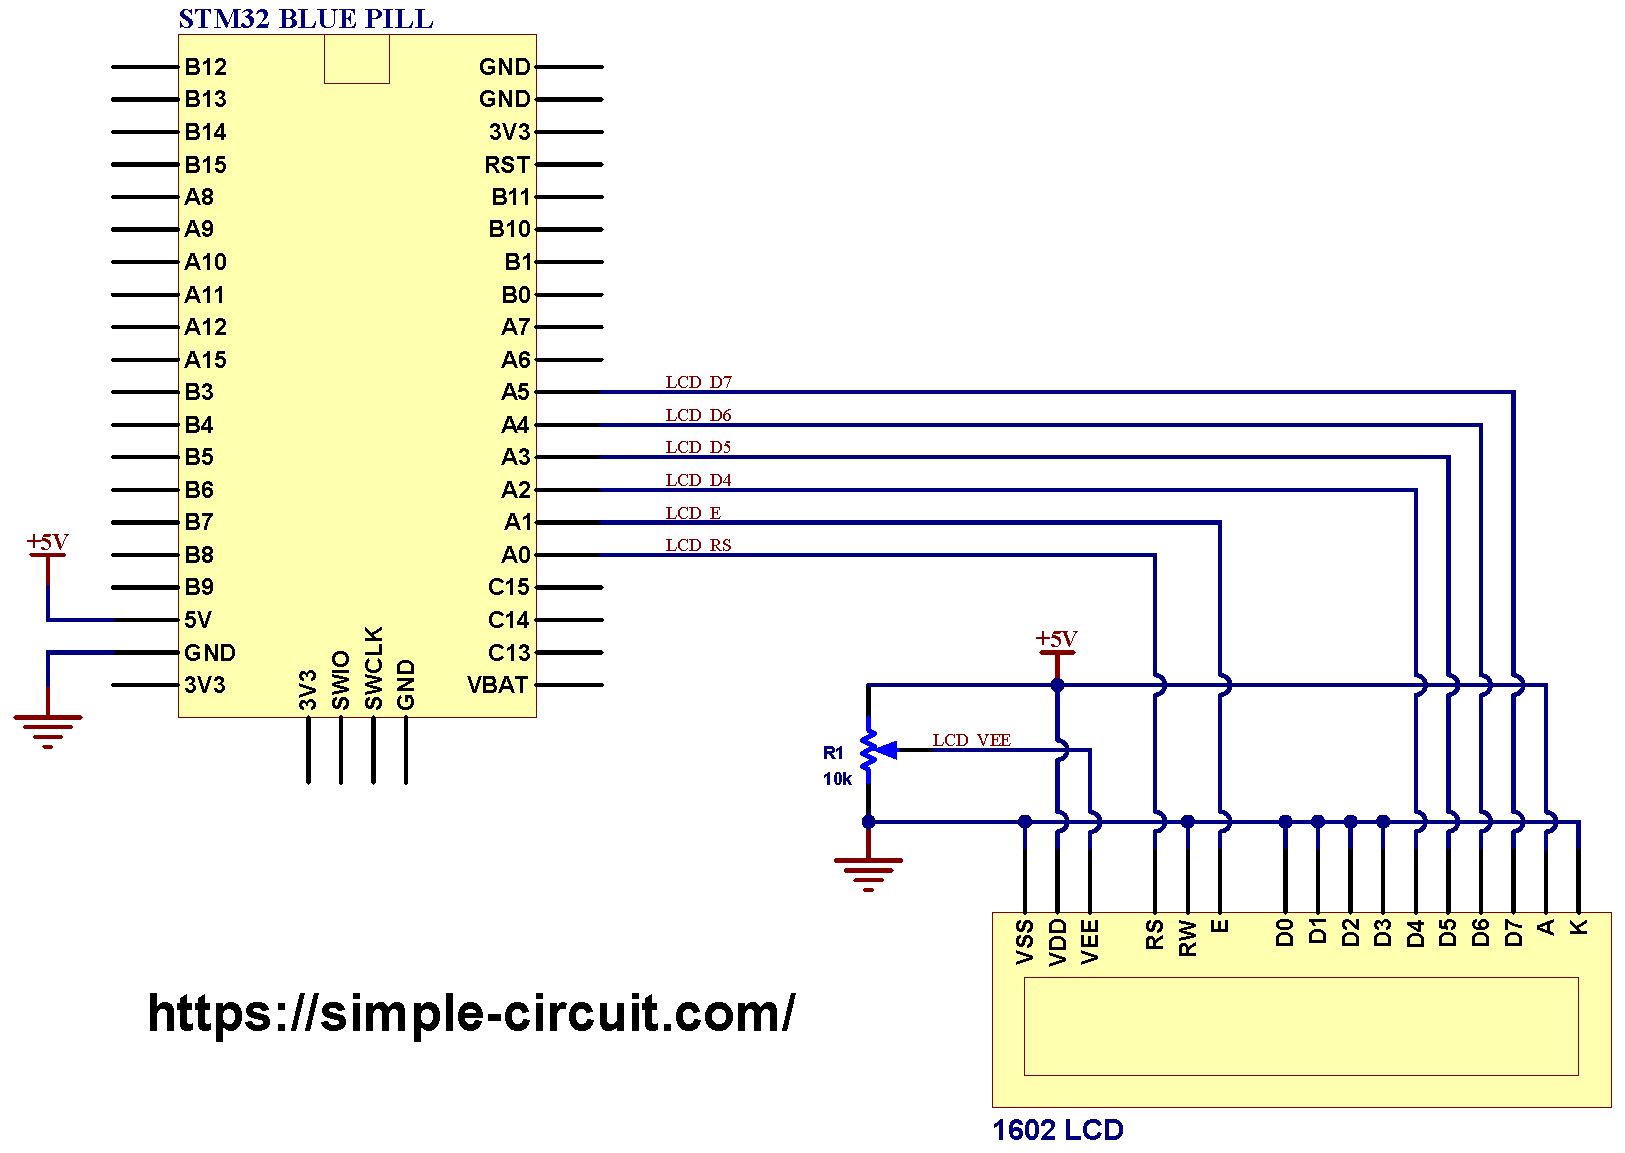 STM32 BLUE PILL
B12 GND
B13 GND
B14 3V3
B15 RST
A8 B11
A9 B10
A10 B1
A11 B0
A12 A7
A15 A6
B3 A5 LCD_D7
B4 A4 LCD_D6
B5 A3 LCD_D5
B6 A2 LCD_D4
B7 A1 LCD_E
+5V B8 A0 LCD_RS
B9 C15
5V C14
GND C13
3V3 VBAT
3V3 SWIO SWCLK GND
+5V
LCD_VEE
R1
10k
VSS VDD VEE RS RW E D0 D1 D2 D3 D4 D5 D6 D7 A K
https://simple-circuit.com/
1602 LCD